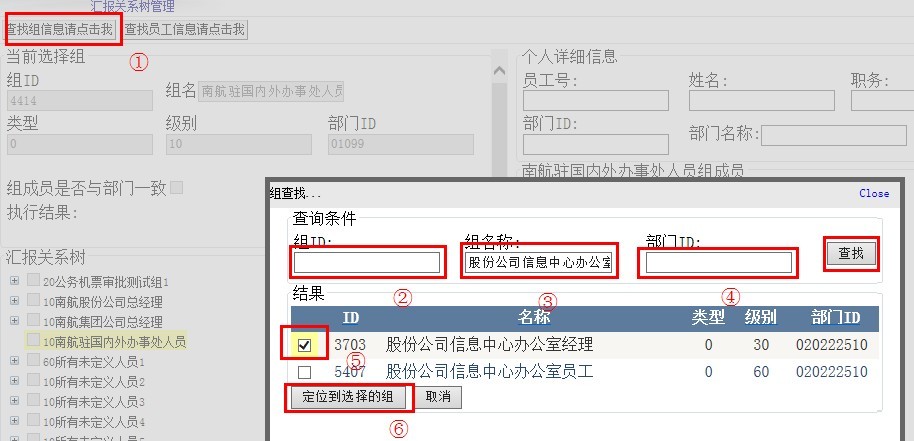 汇报关系树管理
查找组信息请点击我 查找员工信息请点击我
①
当前选择组
组ID
4414
组名 南航驻国内外办事处人员
类型 级别 部门ID
0 10 01099
组成员是否与部门一致
执行结果:
个人详细信息
员工号: 姓名: 职务:
部门ID: 部门名称:
南航驻国内外办事处人员组成员
汇报关系树
20公务机票审批测试组1
10南航股份公司总经理
10南航集团公司总经理
10南航驻国内外办事处人员
60所有未定义人员1
10所有未定义人员2
10所有未定义人员3
10所有未定义人员4
10所有未定义人员5
组查找... Close
查询条件
组ID: 组名称: 部门ID:
股份公司信息中心办公室
查找
② ③ ④
结果
ID 名称 类型 级别 部门ID
3703 股份公司信息中心办公室经理 0 30 020222510
⑤
5407 股份公司信息中心办公室员工 0 60 020222510
定位到选择的组 取消
⑥